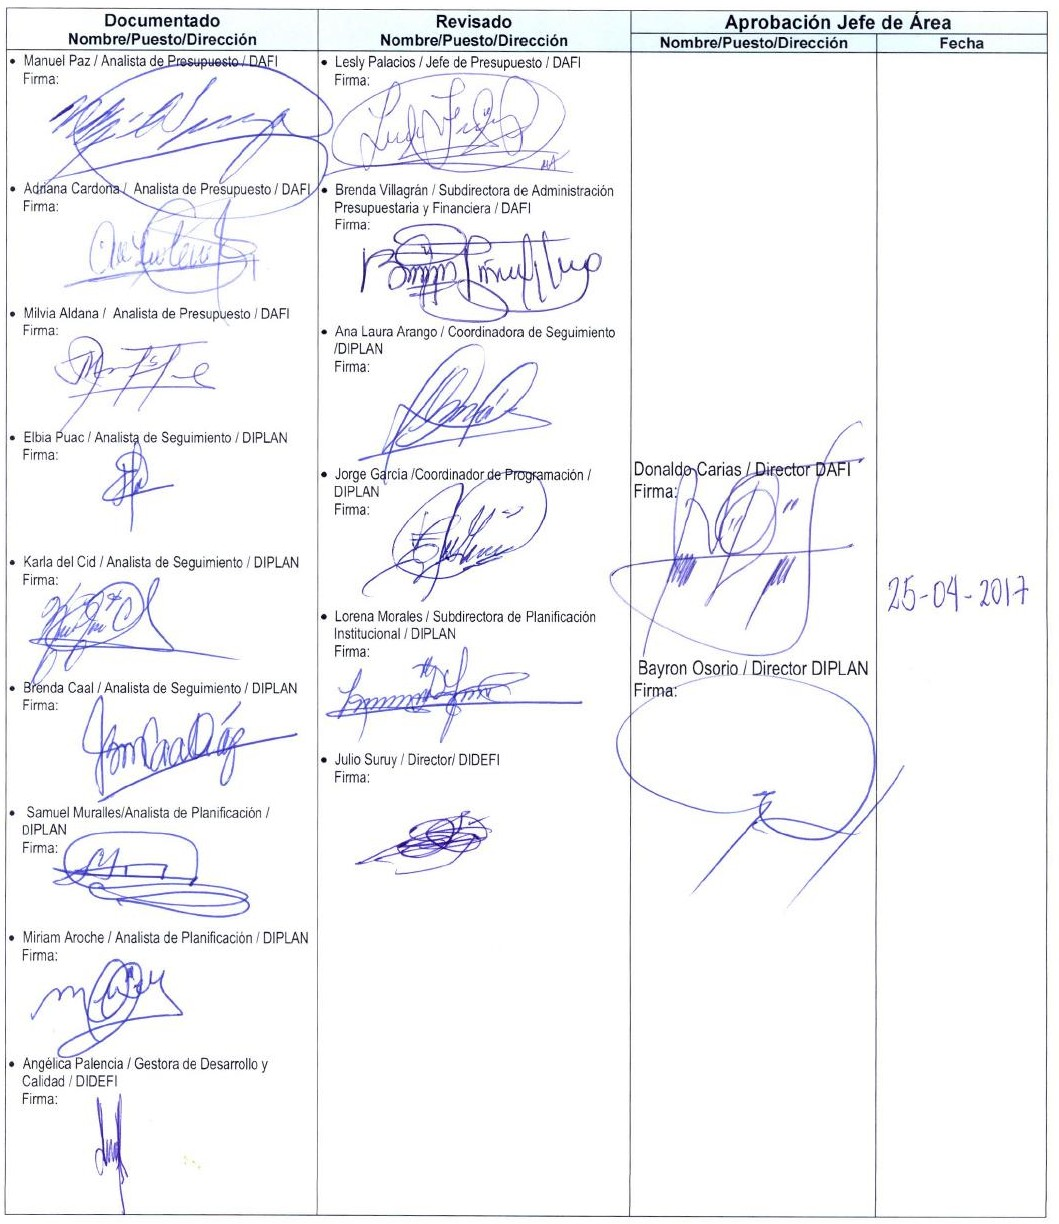 Documentado
Nombre/Puesto/Dirección
Revisado
Nombre/Puesto/Dirección
Aprobación Jefe de Área
Nombre/Puesto/Dirección
Fecha
• Manuel Paz / Analista de Presupuesto / DAFI
Firma:
• Adriana Cardona / Analista de Presupuesto / DAFI
Firma:
• Milvia Aldana / Analista de Presupuesto / DAFI
Firma:
• Elbia Puac / Analista de Seguimiento / DIPLAN
Firma:
• Karla del Cid / Analista de Seguimiento / DIPLAN
Firma:
• Brenda Caal / Analista de Seguimiento / DIPLAN
Firma:
• Samuel Muralles/Analista de Planificación /
DIPLAN
Firma:
• Miriam Aroche / Analista de Planificación / DIPLAN
Firma:
• Angélica Palencia / Gestora de Desarrollo y
Calidad / DIDEFI
Firma:
• Lesly Palacios / Jefe de Presupuesto / DAFI
Firma:
• Brenda Villagrán / Subdirectora de Administración
Presupuestaria y Financiera / DAFI
Firma:
• Ana Laura Arango / Coordinadora de Seguimiento
/DIPLAN
Firma:
• Jorge García /Coordinador de Programación /
DIPLAN
Firma:
• Lorena Morales / Subdirectora de Planificación
Institucional / DIPLAN
Firma:
• Julio Suruy / Director/ DIDEFI
Firma:
Donaldo Carias / Director DAFI
Firma:
Bayron Osorio / Director DIPLAN
Firma:
25-04-2017